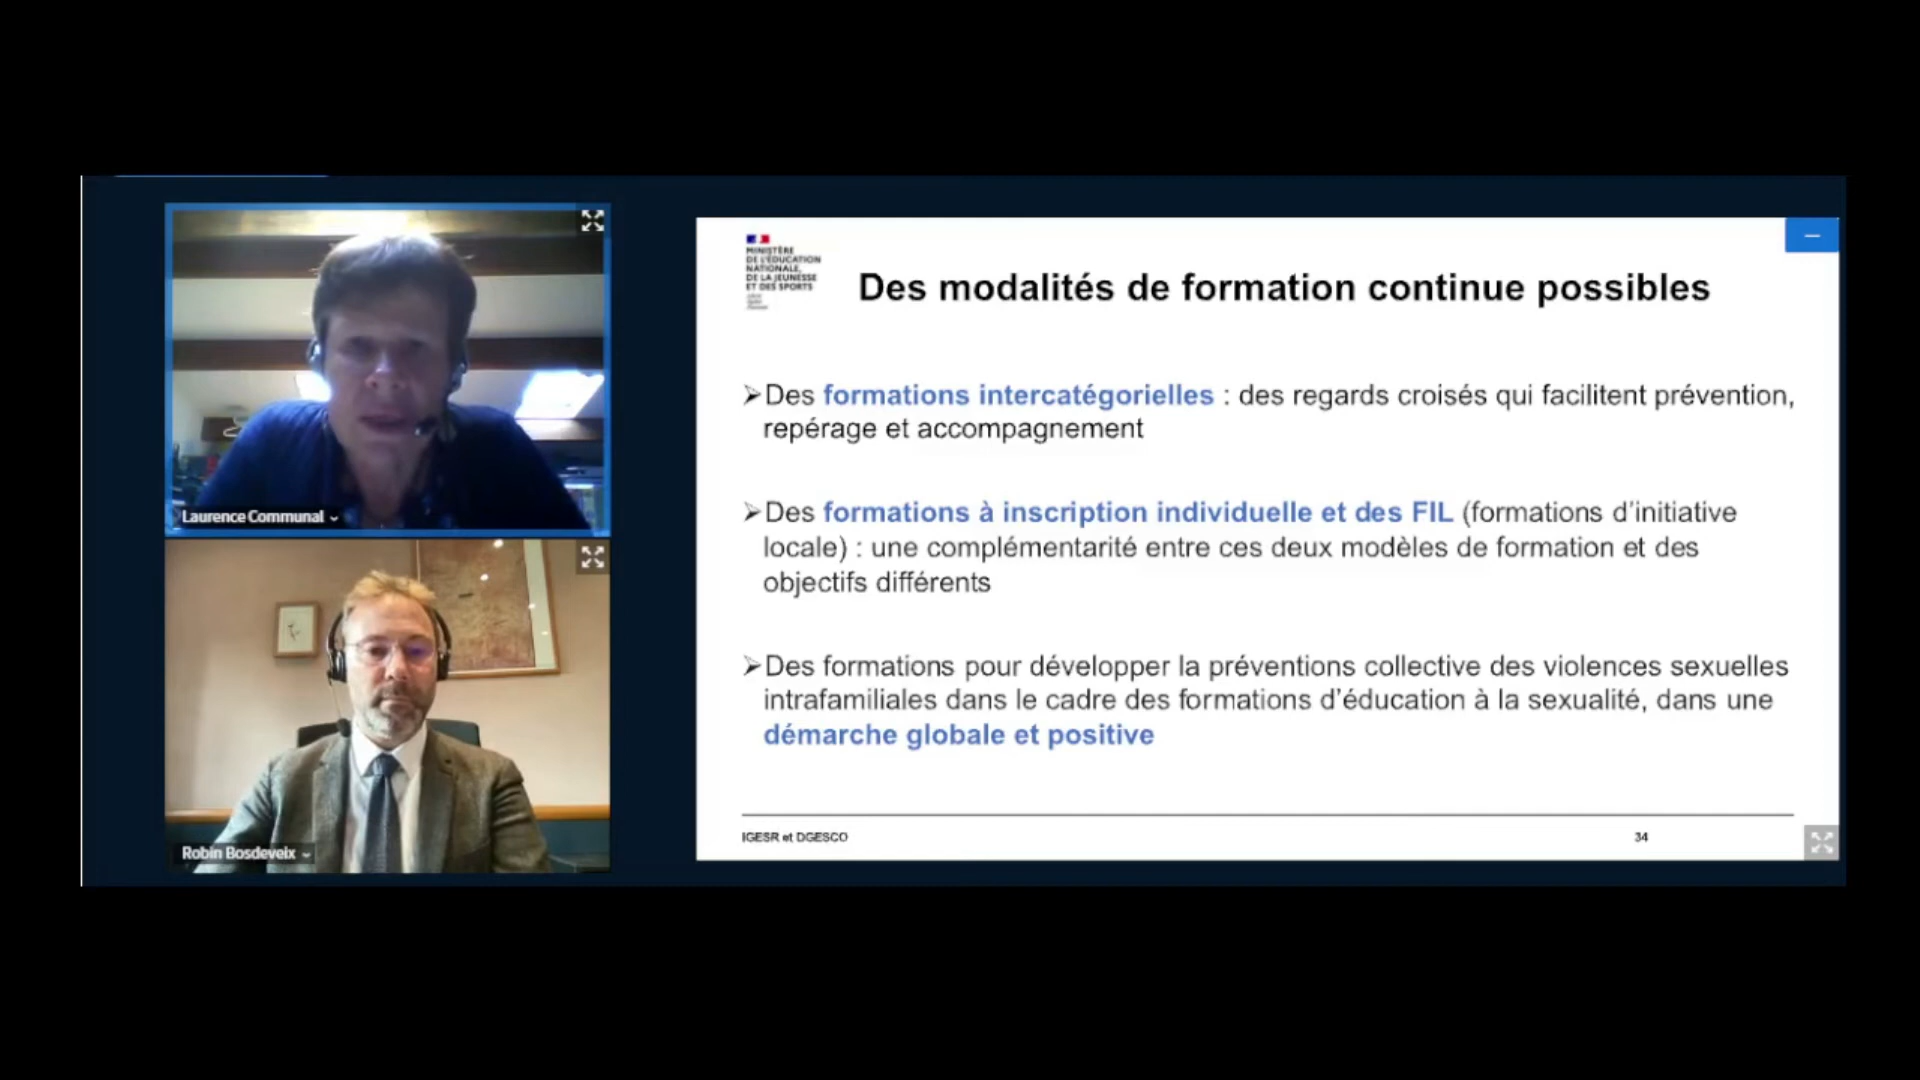 Laurence Communal
Robin Bosdeveix
MINISTÈRE
DE L'ÉDUCATION
NATIONALE,
DE LA JEUNESSE
ET DES SPORTS
Des modalités de formation continue possibles
➢Des formations intercatégorielles : des regards croisés qui facilitent prévention,
repérage et accompagnement
➢Des formations à inscription individuelle et des FIL (formations d'initiative
locale) : une complémentarité entre ces deux modèles de formation et des
objectifs différents
➢Des formations pour développer la préventions collective des violences sexuelles
intrafamiliales dans le cadre des formations d'éducation à la sexualité, dans une
démarche globale et positive
IGESR et DGESCO
34